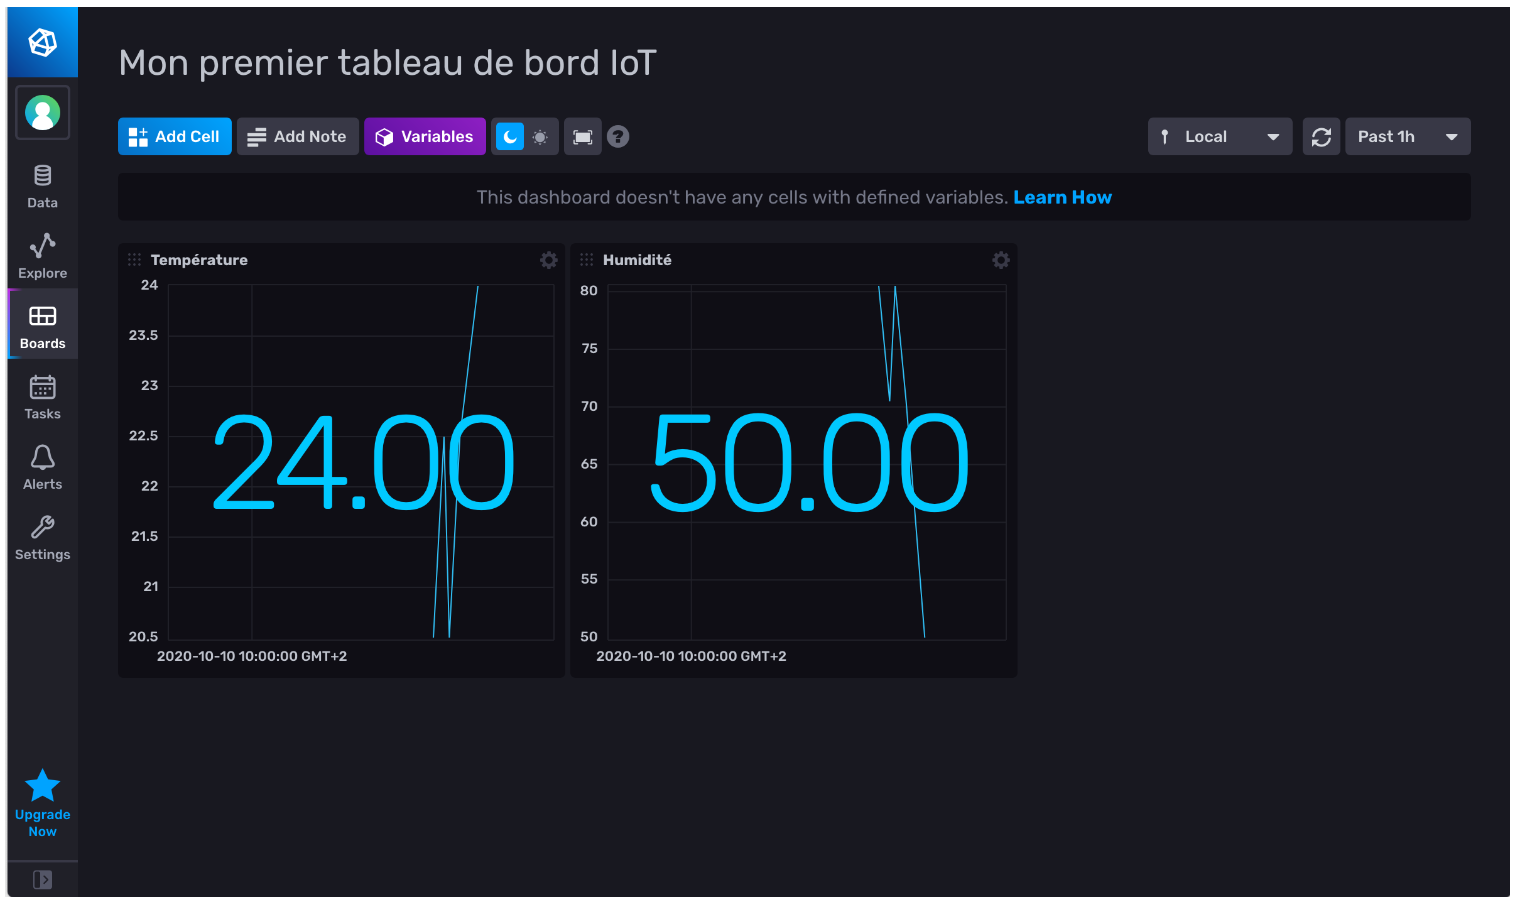 Mon premier tableau de bord IoT
Add Cell
Add Note
Variables
?
Local
Past 1h
This dashboard doesn't have any cells with defined variables. Learn How
Data
Explore
Boards
Tasks
Alerts
Settings
Upgrade
Now
Température
24
23.5
23
22.5
22
21.5
21
20.5
24.00
2020-10-10 10:00:00 GMT+2
Humidité
80
75
70
65
60
55
50
50.00
2020-10-10 10:00:00 GMT+2